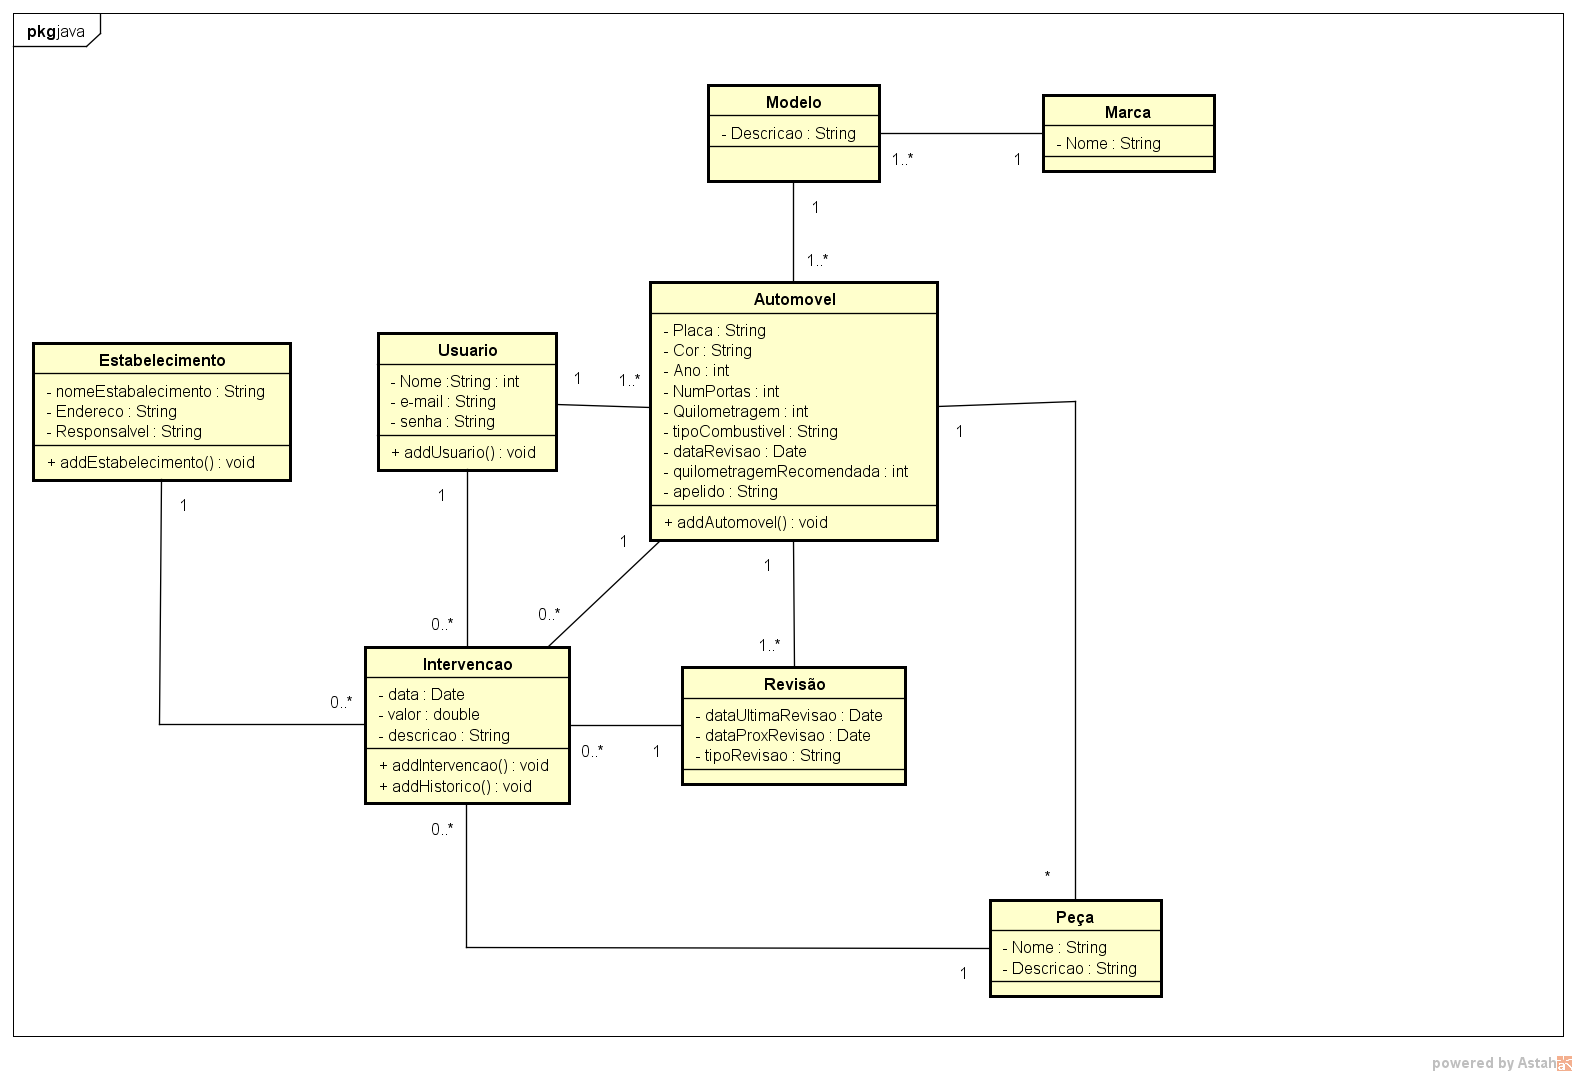 pkg java
Modelo
- Descricao : String
Marca
- Nome : String
1..*
1
1
1..*
Automovel
- Placa : String
- Cor : String
- Ano : int
- NumPortas : int
- Quilometragem : int
- tipoCombustivel : String
- dataRevisao : Date
- quilometragemRecomendada : int
- apelido : String
+ addAutomovel() : void
Estabelecimento
- nomeEstabalecimento : String
- Endereco : String
- Responsalvel : String
+ addEstabelecimento() : void
Usuario
- Nome :String : int
- e-mail : String
- senha : String
+ addUsuario() : void
1
1..*
1
1
1
1
1
0..*
0..*
1..*
Intervencao
- data : Date
- valor : double
- descricao : String
+ addIntervencao() : void
+ addHistorico() : void
0..*
Revisão
- dataUltimaRevisao : Date
- dataProxRevisao : Date
- tipoRevisao : String
0..*
1
0..*
*
Peça
- Nome : String
- Descricao : String
1
powered by Astah